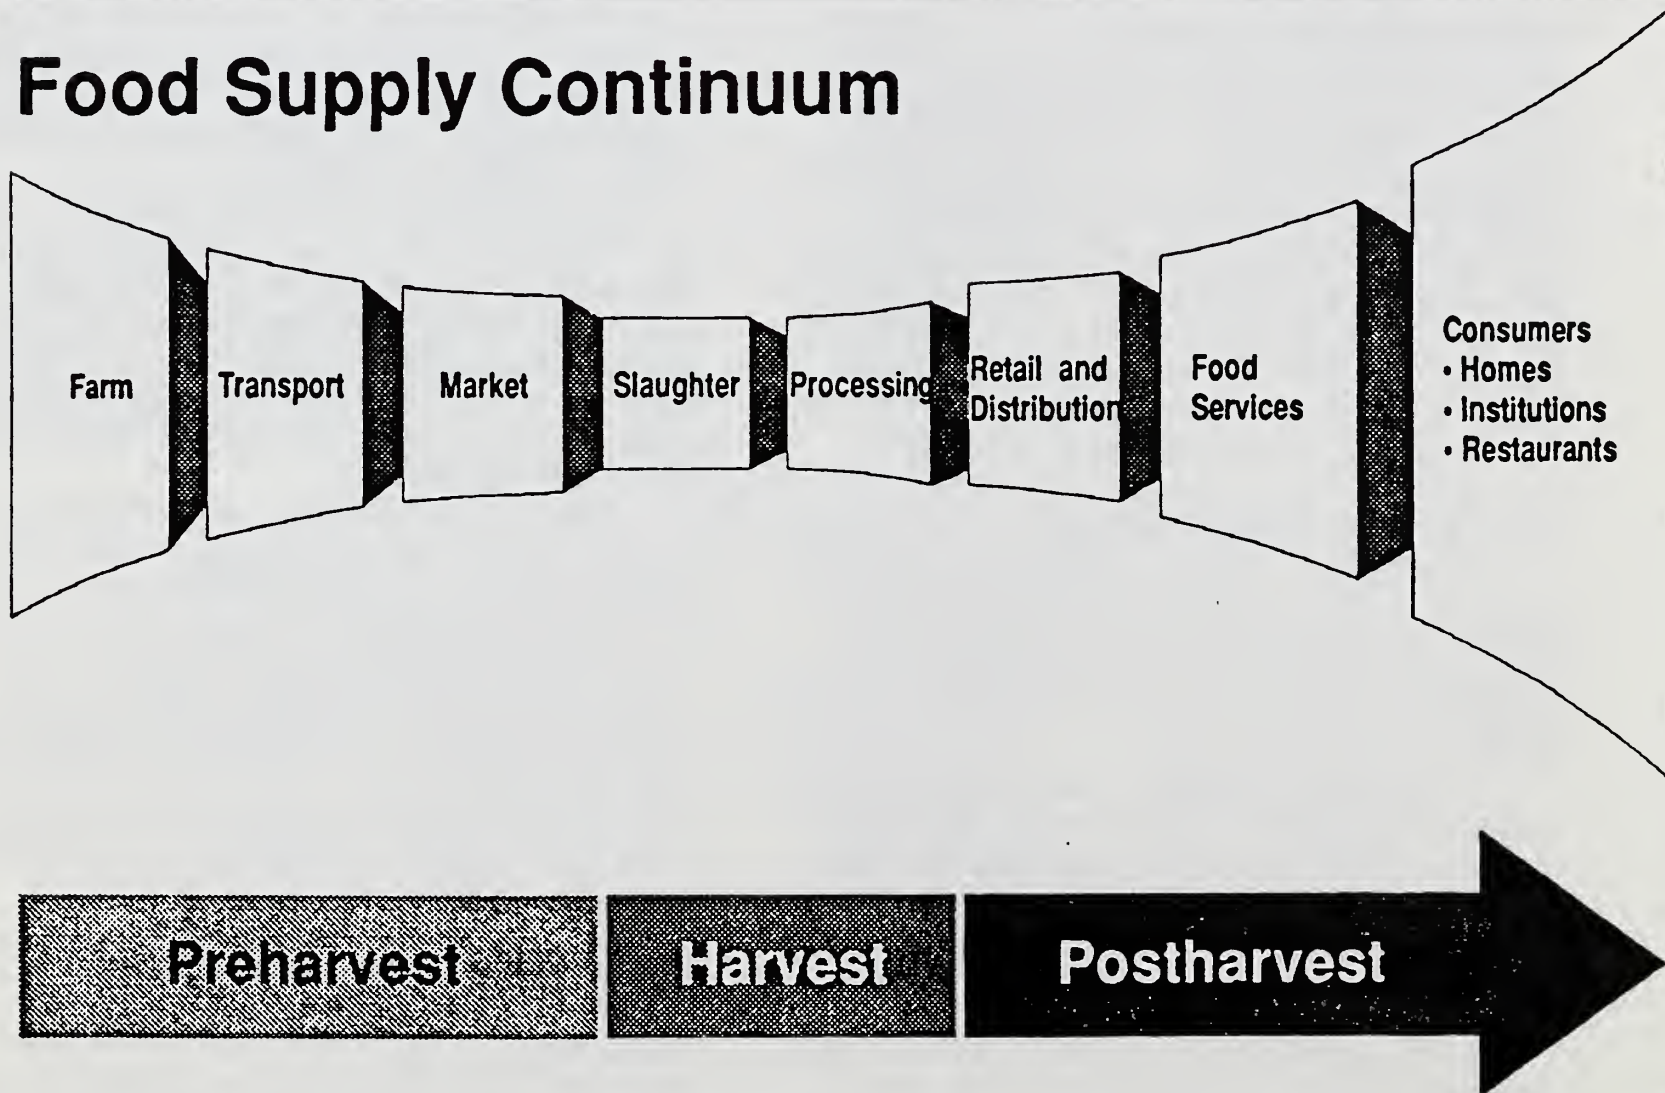 Food Supply Continuum
Farm
Transport
Market
Slaughter
Processing
Retail and
Distribution
Food
Services
Consumers
• Homes
• Institutions
• Restaurants
Preharvest
Harvest
Postharvest